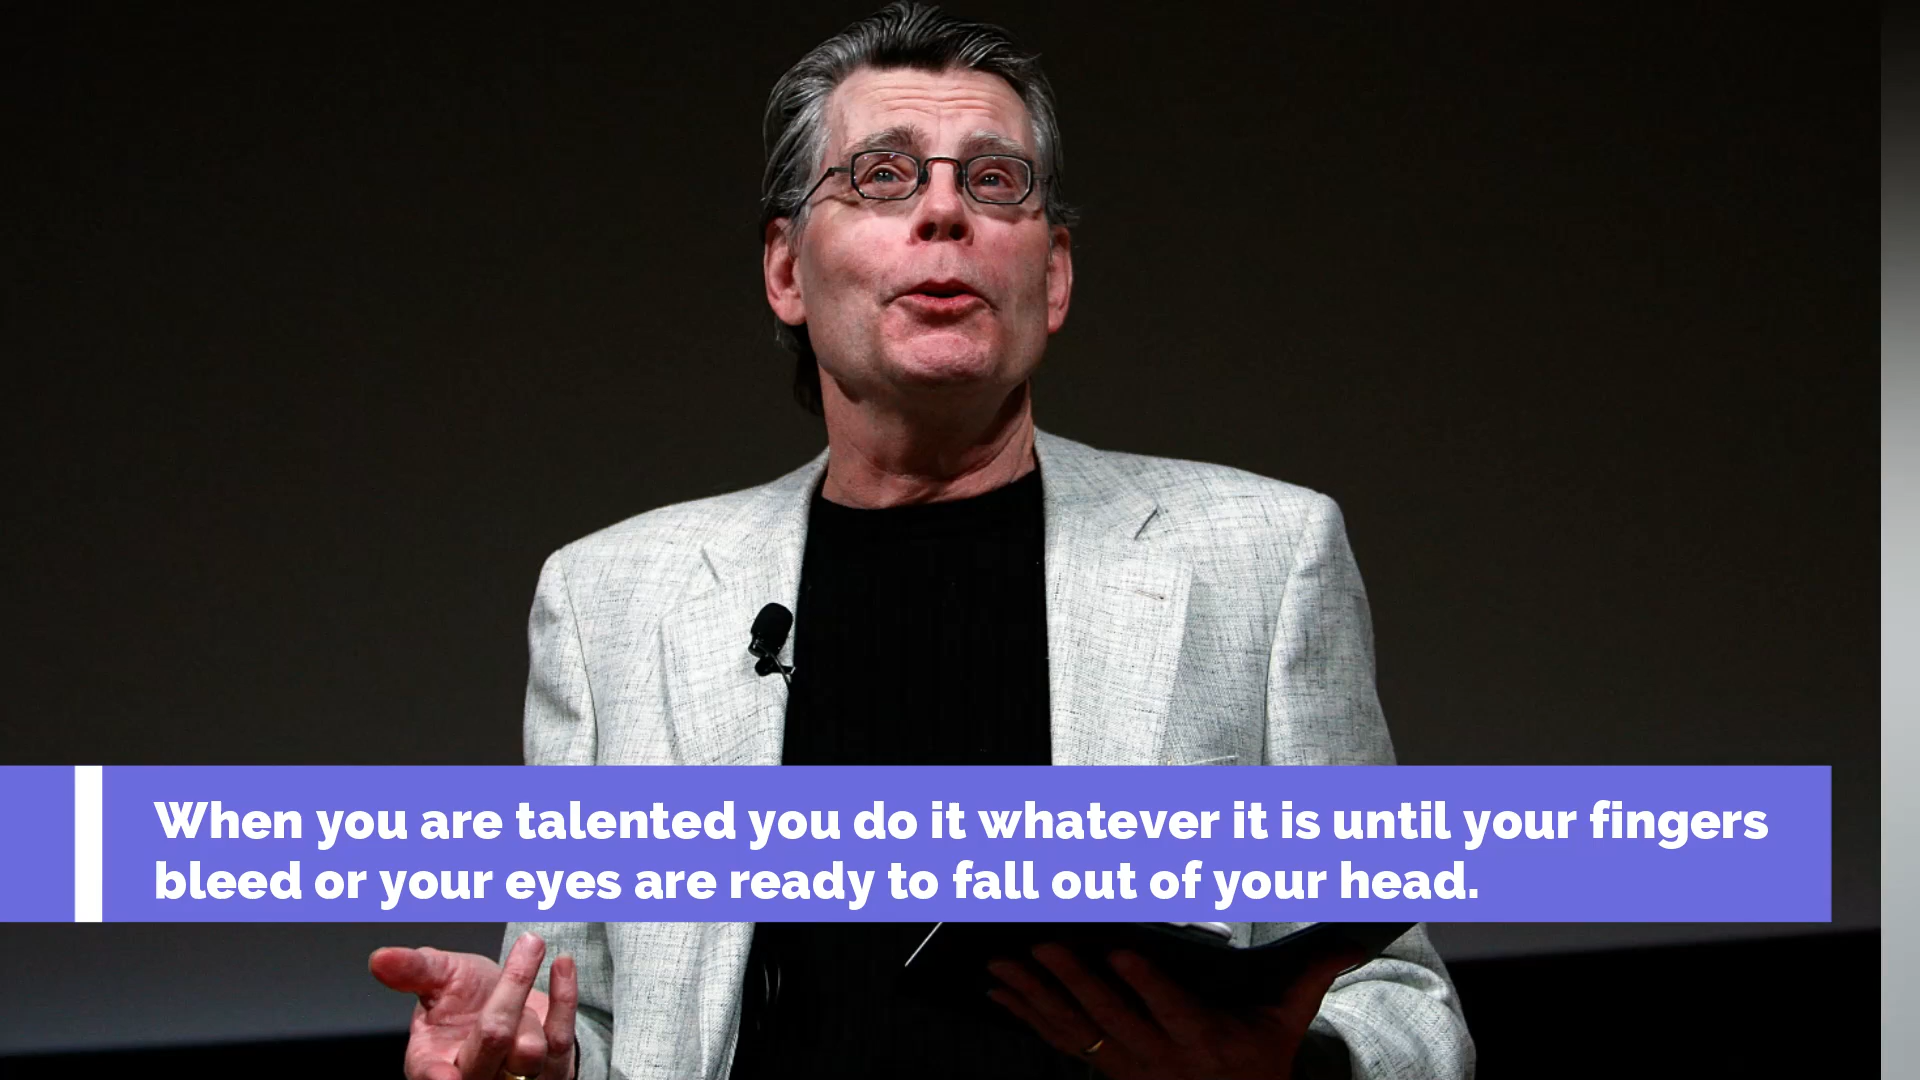 When you are talented you do it whatever it is until your fingers
bleed or your eyes are ready to fall out of your head.